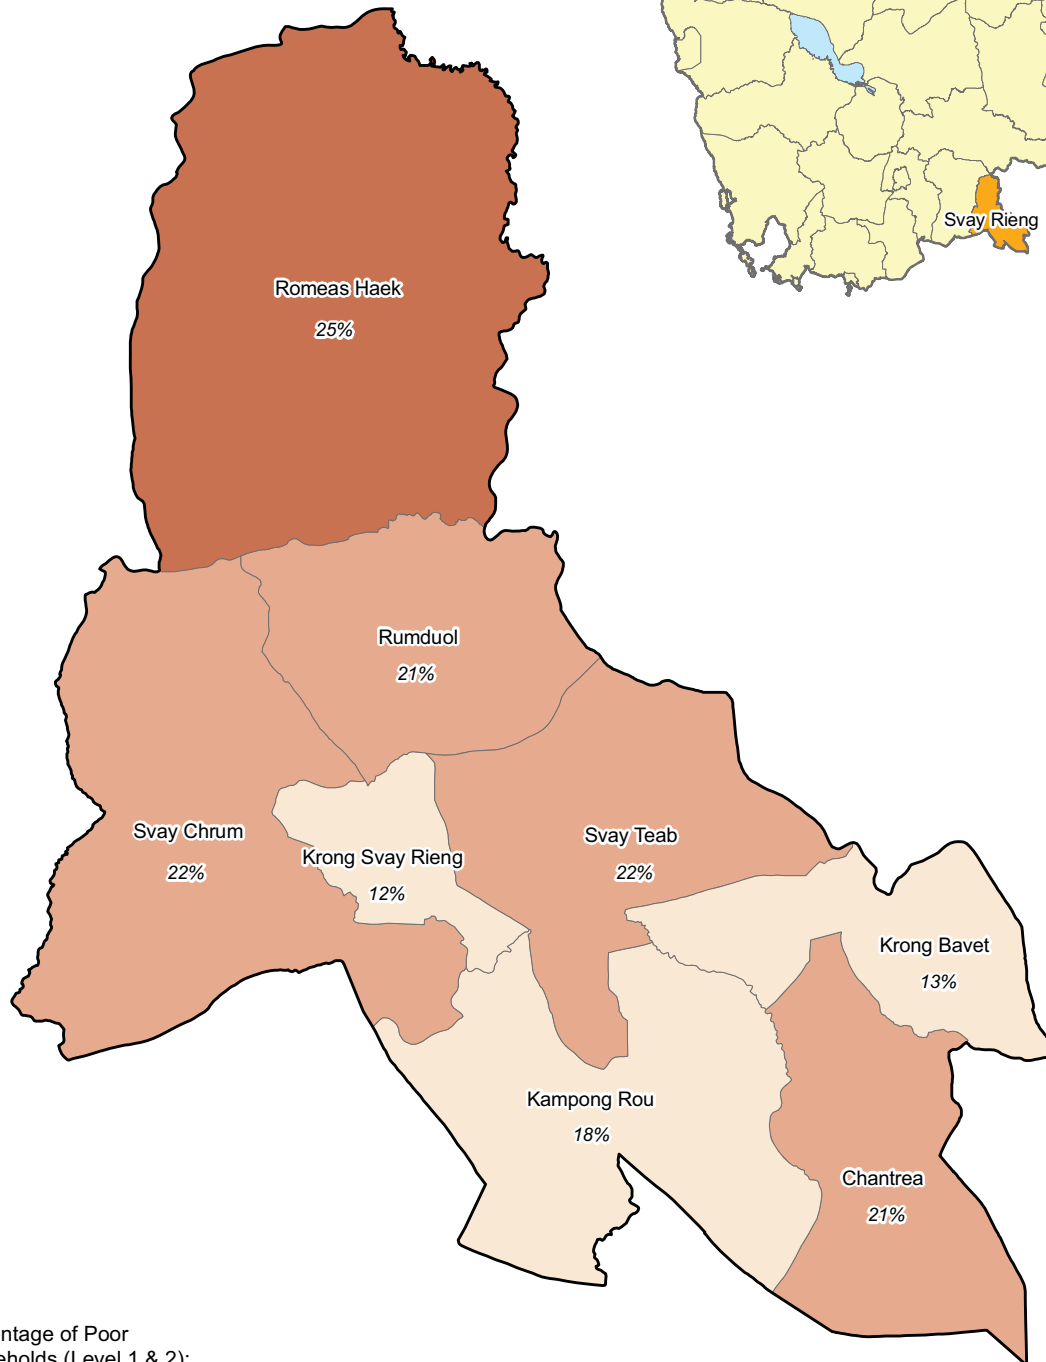 Svay Rieng
Romeas Haek
25%
Rumduol
21%
Svay Chrum
22%
Krong Svay Rieng
12%
Svay Teab
22%
Krong Bavet
13%
Kampong Rou
18%
Chantrea
21%
ntage of Poor
eholds (Level 1 & 2):